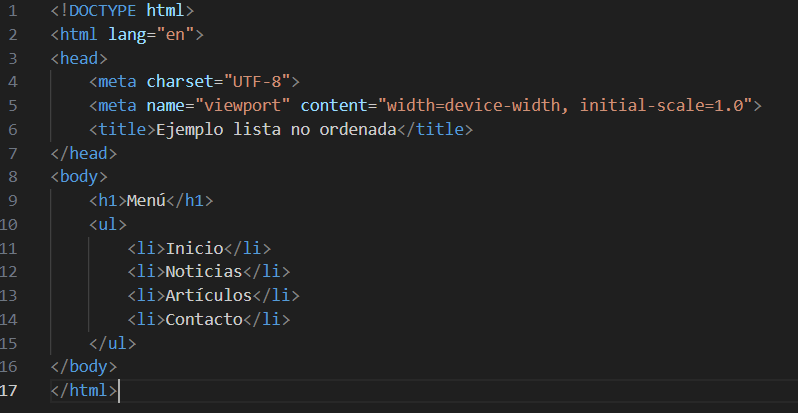 1 <!DOCTYPE html>
2 <html lang="en">
3 <head>
4     <meta charset="UTF-8">
5     <meta name="viewport" content="width=device-width, initial-scale=1.0">
6     <title>Ejemplo lista no ordenada</title>
7 </head>
8 <body>
9     <h1>Menú</h1>
10     <ul>
11         <li>Inicio</li>
12         <li>Noticias</li>
13         <li>Artículos</li>
14         <li>Contacto</li>
15     </ul>
16 </body>
17 </html>